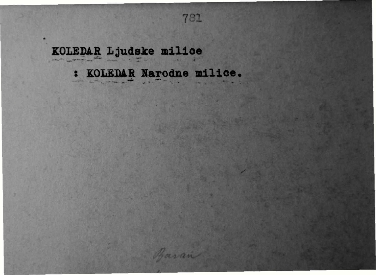 781
KOLEDAR Ljudske milice
: KOLEDAR Narodne milice.